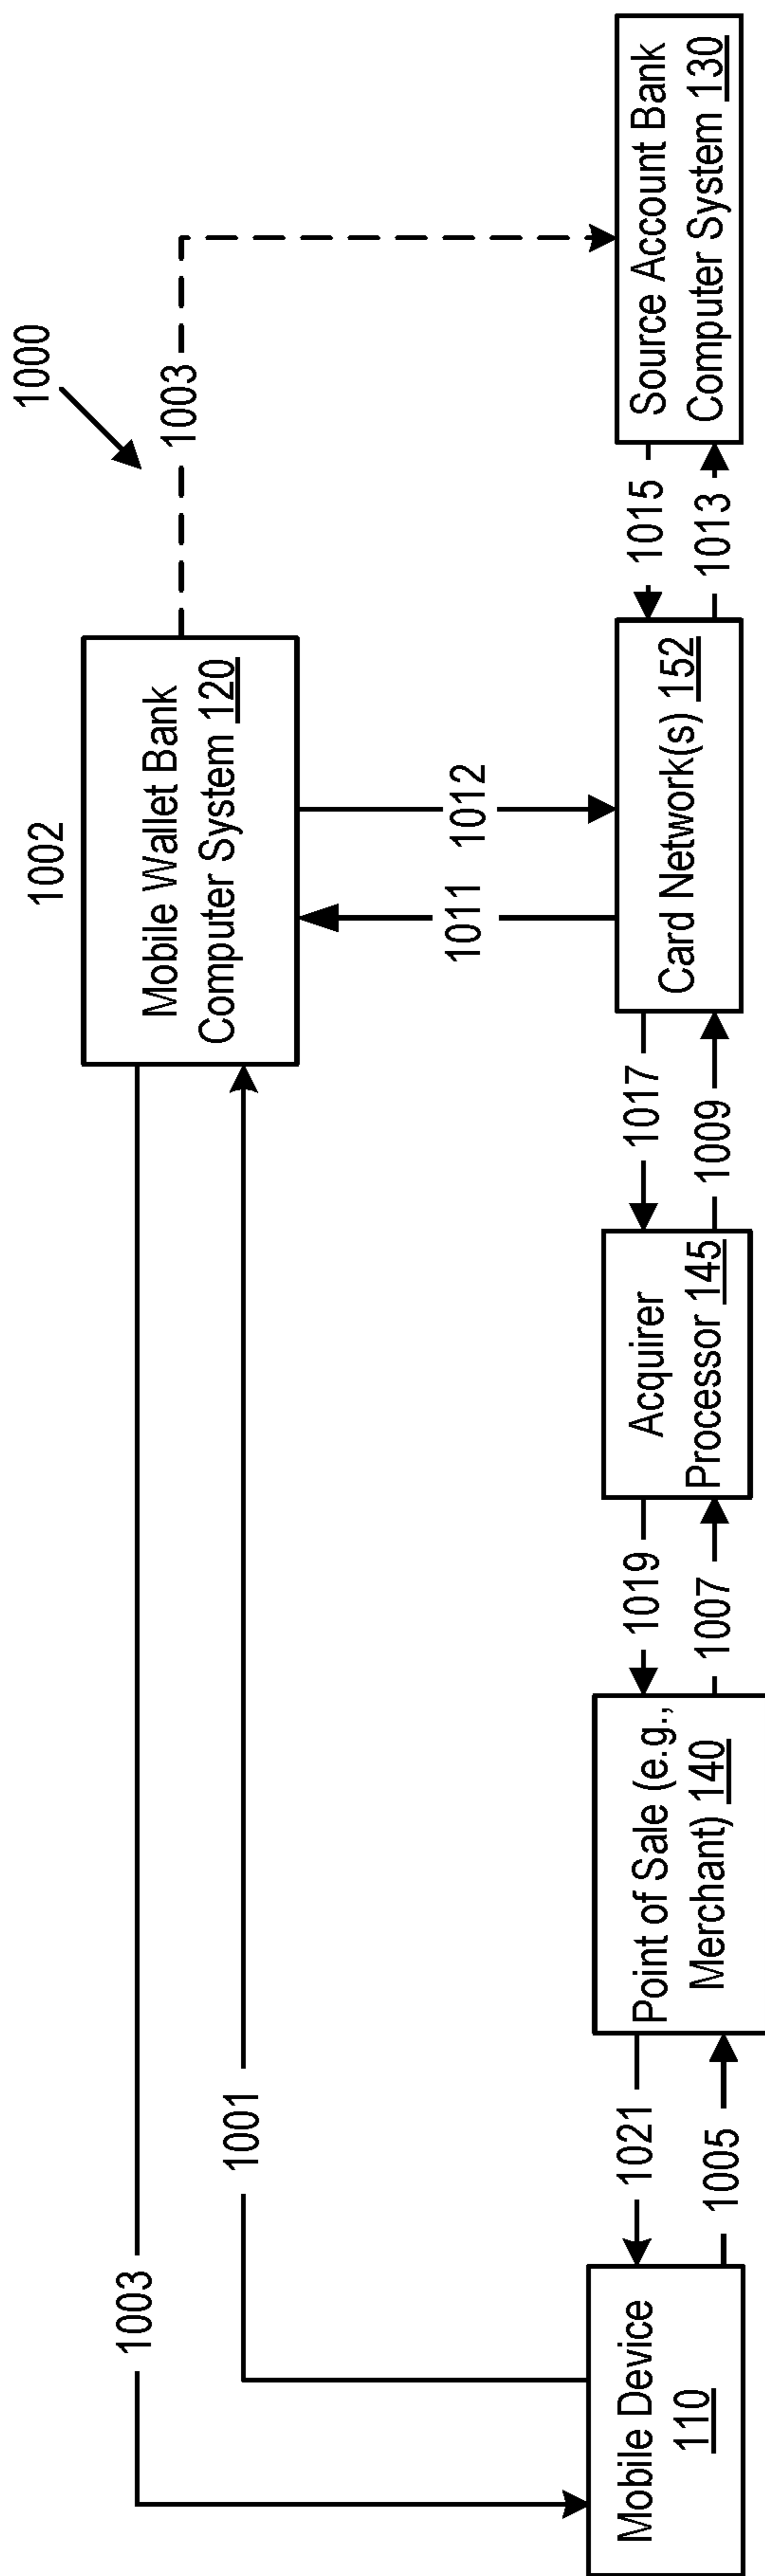 1000
1002
Mobile Wallet Bank
Computer System 120
1003
1003
1001
1011
1012
Mobile Device
110
1021
1005
Point of Sale (e.g.,
Merchant) 140
1019
1007
Acquirer
Processor 145
1017
1009
Card Network(s) 152
1015
1013
Source Account Bank
Computer System 130